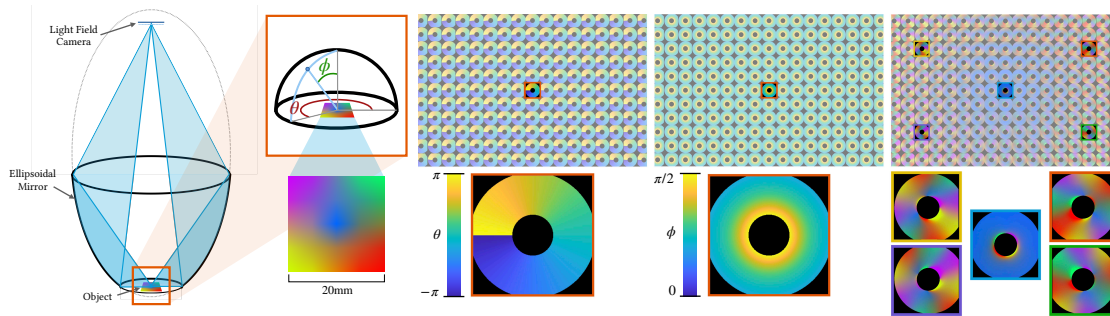 Light Field
Camera
Ellipsoidal
Mirror
Object
ϕ
θ
20mm
π
θ
−π
π/2
ϕ
0